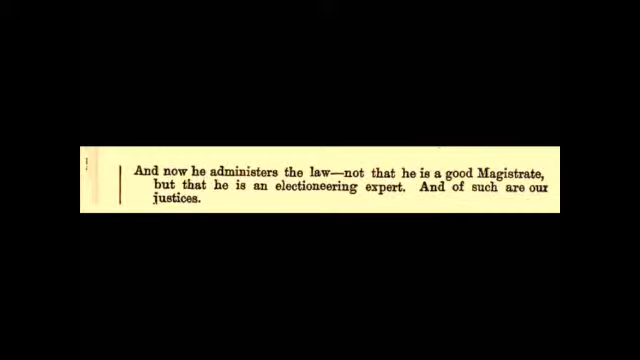 And now he administers the law—not that he is a good Magistrate,
but that he is an electioneering expert. And of such are our
justices.